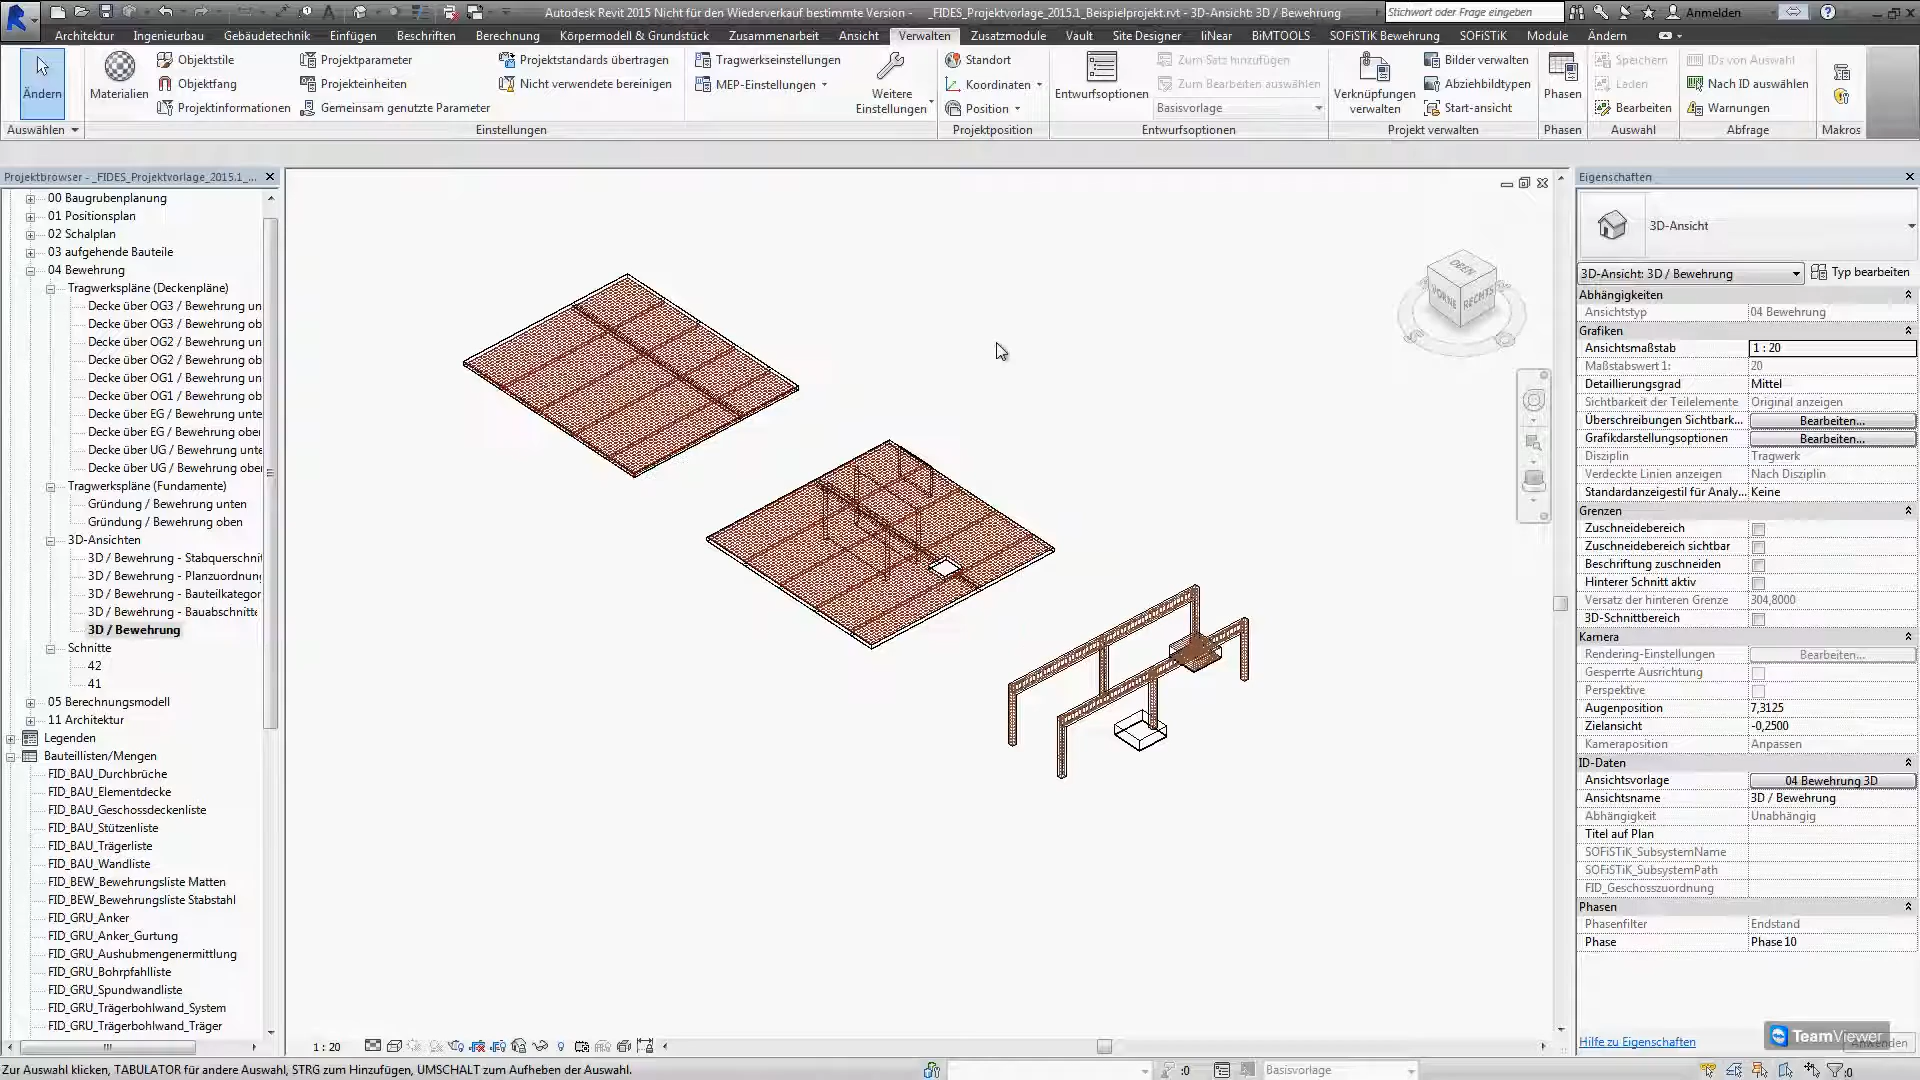 Autodesk Revit 2015 Nicht für den Wiederverkauf bestimmte Version - _FIDES_Projektvorlage_2015.1_Beispielprojekt.rvt - 3D-Ansicht: 3D / Bewehrung
Stichwort oder Frage eingeben
Anmelden
Architektur Ingenieurbau Gebäudetechnik Einfügen Beschriften Berechnung Körpermodell & Grundstück Zusammenarbeit Ansicht Verwalten Zusatzmodule Vault Site Designer liNear BiMTOOLS SOFiSTiK Bewehrung SOFiSTiK Module Ändern
Ändern
Materialien
Objektstile
Objektfang
Projektinformationen
Projektparameter
Projekteinheiten
Gemeinsam genutzte Parameter
Projektstandards übertragen
Nicht verwendete bereinigen
Tragwerkseinstellungen
MEP-Einstellungen
Weitere
Einstellungen
Standort
Koordinaten
Position
Entwurfsoptionen
Zum Satz hinzufügen
Zum Bearbeiten auswählen
Basisvorlage
Verknüpfungen
verwalten
Bilder verwalten
Abziehbildtypen
Start-ansicht
Phasen
Speichern
Laden
Bearbeiten
IDs von Auswahl
Nach ID auswählen
Warnungen
Auswählen Einstellungen Projektposition Entwurfsoptionen Projekt verwalten Phasen Auswahl Abfrage Makros
Projektbrowser - _FIDES_Projektvorlage_2015.1_...
00 Baugrubenplanung
01 Positionsplan
02 Schalplan
03 aufgehende Bauteile
04 Bewehrung
Tragwerkspläne (Deckenpläne)
Decke über OG3 / Bewehrung un
Decke über OG3 / Bewehrung ob
Decke über OG2 / Bewehrung un
Decke über OG2 / Bewehrung ob
Decke über OG1 / Bewehrung un
Decke über OG1 / Bewehrung ob
Decke über EG / Bewehrung unte
Decke über EG / Bewehrung obe
Decke über UG / Bewehrung unte
Decke über UG / Bewehrung obe
Tragwerkspläne (Fundamente)
Gründung / Bewehrung unten
Gründung / Bewehrung oben
3D-Ansichten
3D / Bewehrung - Stabquerschnit
3D / Bewehrung - Planzuordnun
3D / Bewehrung - Bauteilkategor
3D / Bewehrung - Bauabschnitte
3D / Bewehrung
Schnitte
42
41
05 Berechnungsmodell
11 Architektur
Legenden
Bauteillisten/Mengen
FID_BAU_Durchbrüche
FID_BAU_Elementdecke
FID_BAU_Geschossdeckenliste
FID_BAU_Stützenliste
FID_BAU_Trägerliste
FID_BAU_Wandliste
FID_BEW_Bewehrungsliste Matten
FID_BEW_Bewehrungsliste Stabstahl
FID_GRU_Anker
FID_GRU_Anker_Gurtung
FID_GRU_Aushubmengenermittlung
FID_GRU_Bohrpfahlliste
FID_GRU_Spundwandliste
FID_GRU_Trägerbohlwand_System
FID_GRU_Trägerbohlwand_Träger
OBEN
VORNE
RECHTS
1 : 20
Eigenschaften
3D-Ansicht
3D-Ansicht: 3D / Bewehrung Typ bearbeiten
Abhängigkeiten
Ansichtstyp 04 Bewehrung
Grafiken
Ansichtsmaßstab 1 : 20
Maßstabswert 1: 20
Detaillierungsgrad Mittel
Sichtbarkeit der Teilelemente Original anzeigen
Überschreibungen Sichtbark... Bearbeiten...
Grafikdarstellungsoptionen Bearbeiten...
Disziplin Tragwerk
Verdeckte Linien anzeigen Nach Disziplin
Standardanzeigestil für Analy... Keine
Grenzen
Zuschneidebereich
Zuschneidebereich sichtbar
Beschriftung zuschneiden
Hinterer Schnitt aktiv
Versatz der hinteren Grenze 304,8000
3D-Schnittbereich
Kamera
Rendering-Einstellungen Bearbeiten...
Gesperrte Ausrichtung
Perspektive
Augenposition 7,3125
Zielansicht -0,2500
Kameraposition Anpassen
ID-Daten
Ansichtsvorlage 04 Bewehrung 3D
Ansichtsname 3D / Bewehrung
Abhängigkeit Unabhängig
Titel auf Plan
SOFiSTiK_SubsystemName
SOFiSTiK_SubsystemPath
FID_Geschosszuordnung
Phasen
Phasenfilter Endstand
Phase Phase 10
Hilfe zu Eigenschaften
TeamViewer
Anwenden
Zur Auswahl klicken, TABULATOR für andere Auswahl, STRG zum Hinzufügen, UMSCHALT zum Aufheben der Auswahl.
:0
Basisvorlage
:0